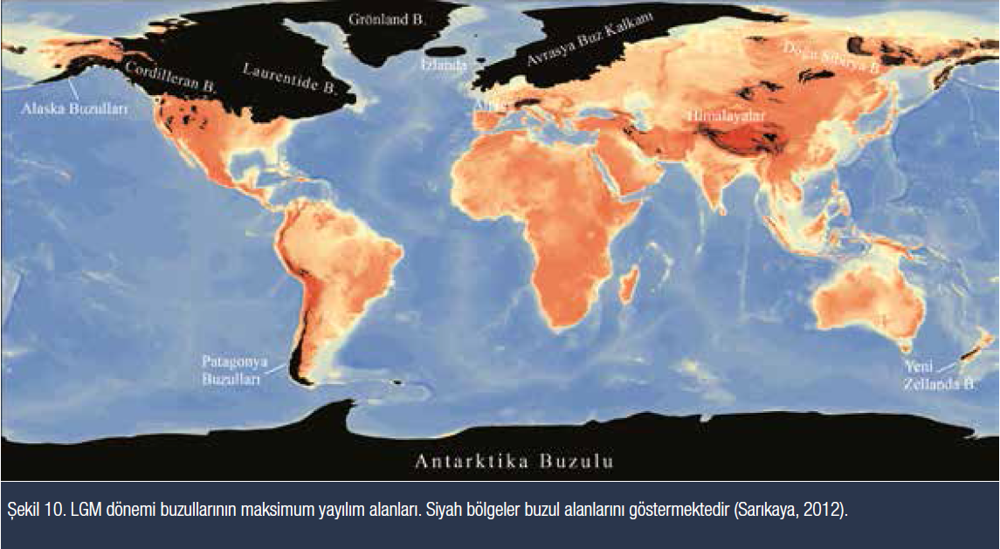 Grönland B.
Avrasya Buz Kalkanı
İzlanda
Doğu Sibirya B.
Cordilleran B.
Laurentide B.
Alaska Buzulları
Alpler
Himalayalar
Patagonya
Buzulları
Yeni
Zellanda B.
Antarktika Buzulu
Şekil 10. LGM dönemi buzullarının maksimum yayılım alanları. Siyah bölgeler buzul alanlarını göstermektedir (Sarıkaya, 2012).